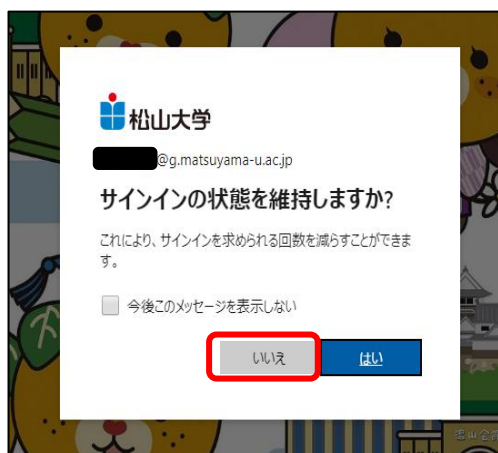 松山大学
@g.matsuyama-u.ac.jp
サインインの状態を維持しますか?
これにより、サインインを求められる回数を減らすことができま
す。
今後このメッセージを表示しない
いいえ はい